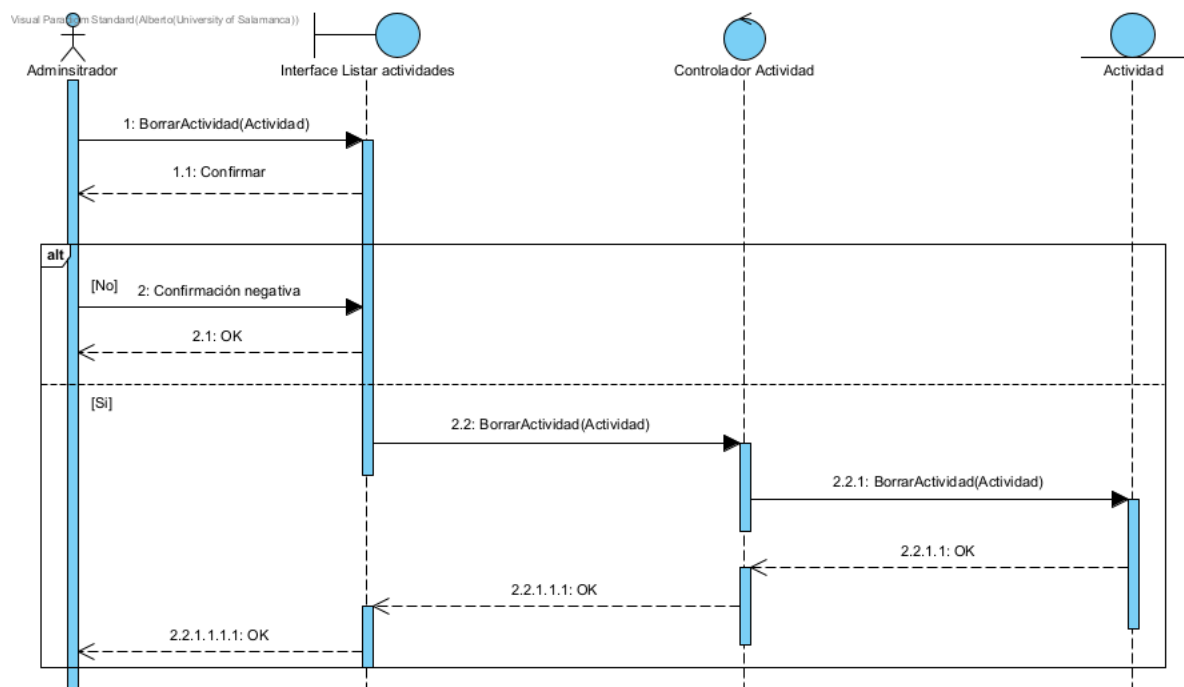 Visual Paradigm Standard(Alberto(University of Salamanca))
Adminsitrador
Interface Listar actividades
Controlador Actividad
Actividad
1: BorrarActividad(Actividad)
1.1: Confirmar
alt
[No]
2: Confirmación negativa
2.1: OK
[Si]
2.2: BorrarActividad(Actividad)
2.2.1: BorrarActividad(Actividad)
2.2.1.1: OK
2.2.1.1.1: OK
2.2.1.1.1.1: OK